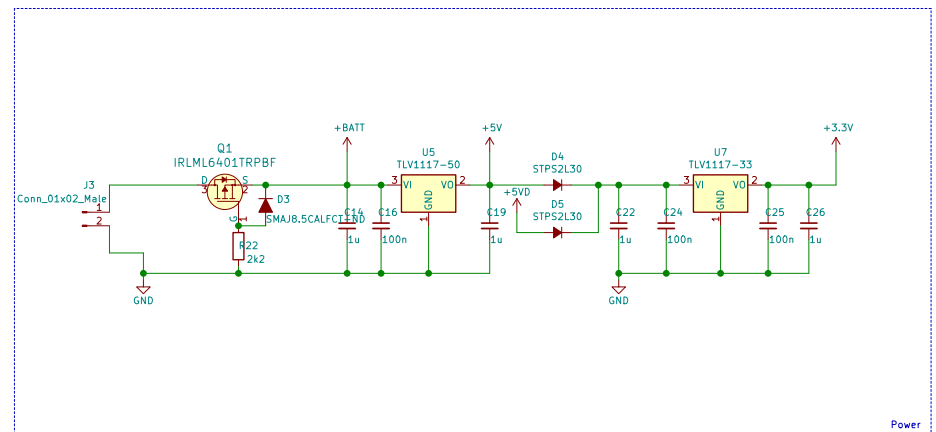 +BATT
+5V
+3.3V
Q1
IRLML6401TRPBF
U5
TLV1117-50
D4
STPS2L30
U7
TLV1117-33
J3
Conn_01x02_Male
1
2
D
3
S
2
G
1
D3
SMAJ8.5CALFCT-ND
R22
2k2
C14
1u
C16
100n
3
VI
VO
2
GND
1
C19
1u
+5VD
D5
STPS2L30
C22
1u
C24
100n
3
VI
VO
2
GND
1
C25
100n
C26
1u
GND
GND
Power